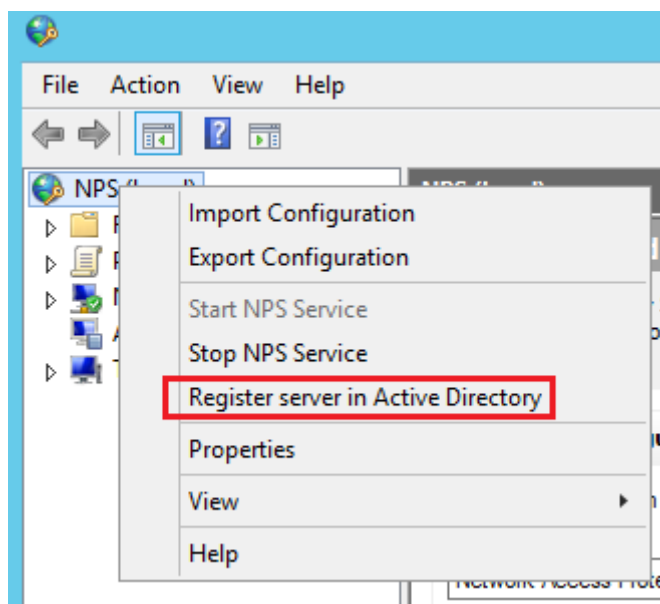 File Action View Help
NPS
Import Configuration
Export Configuration
Start NPS Service
Stop NPS Service
Register server in Active Directory
Properties
View
Help